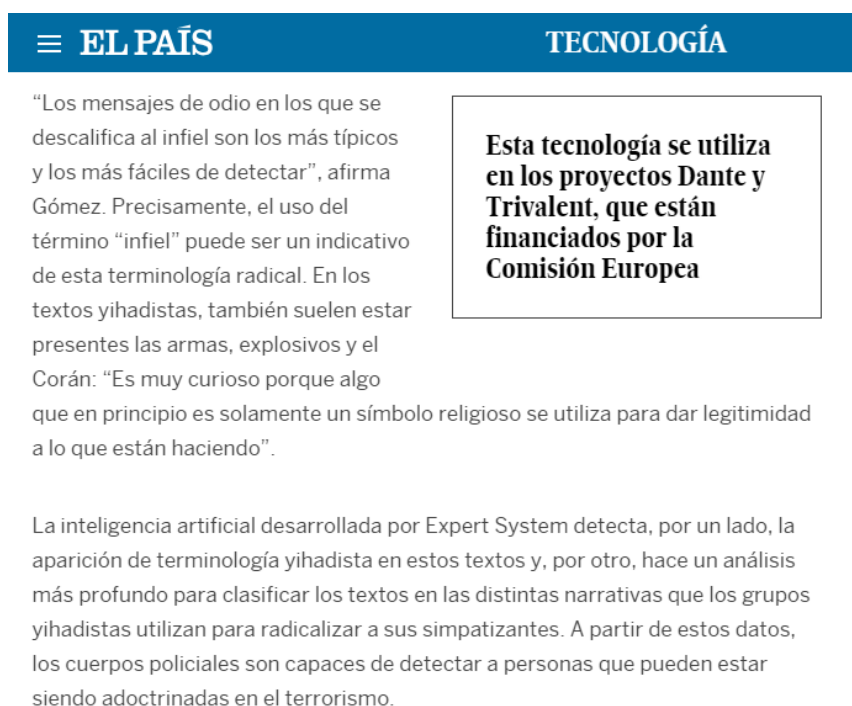 EL PAÍS
TECNOLOGÍA
“Los mensajes de odio en los que se
descalifica al infiel son los más típicos
y los más fáciles de detectar”, afirma
Gómez. Precisamente, el uso del
término “infiel” puede ser un indicativo
de esta terminología radical. En los
textos yihadistas, también suelen estar
presentes las armas, explosivos y el
Corán: “Es muy curioso porque algo
que en principio es solamente un símbolo religioso se utiliza para dar legitimidad
a lo que están haciendo”.
Esta tecnología se utiliza
en los proyectos Dante y
Trivalent, que están
financiados por la
Comisión Europea
La inteligencia artificial desarrollada por Expert System detecta, por un lado, la
aparición de terminología yihadista en estos textos y, por otro, hace un análisis
más profundo para clasificar los textos en las distintas narrativas que los grupos
yihadistas utilizan para radicalizar a sus simpatizantes. A partir de estos datos,
los cuerpos policiales son capaces de detectar a personas que pueden estar
siendo adoctrinadas en el terrorismo.